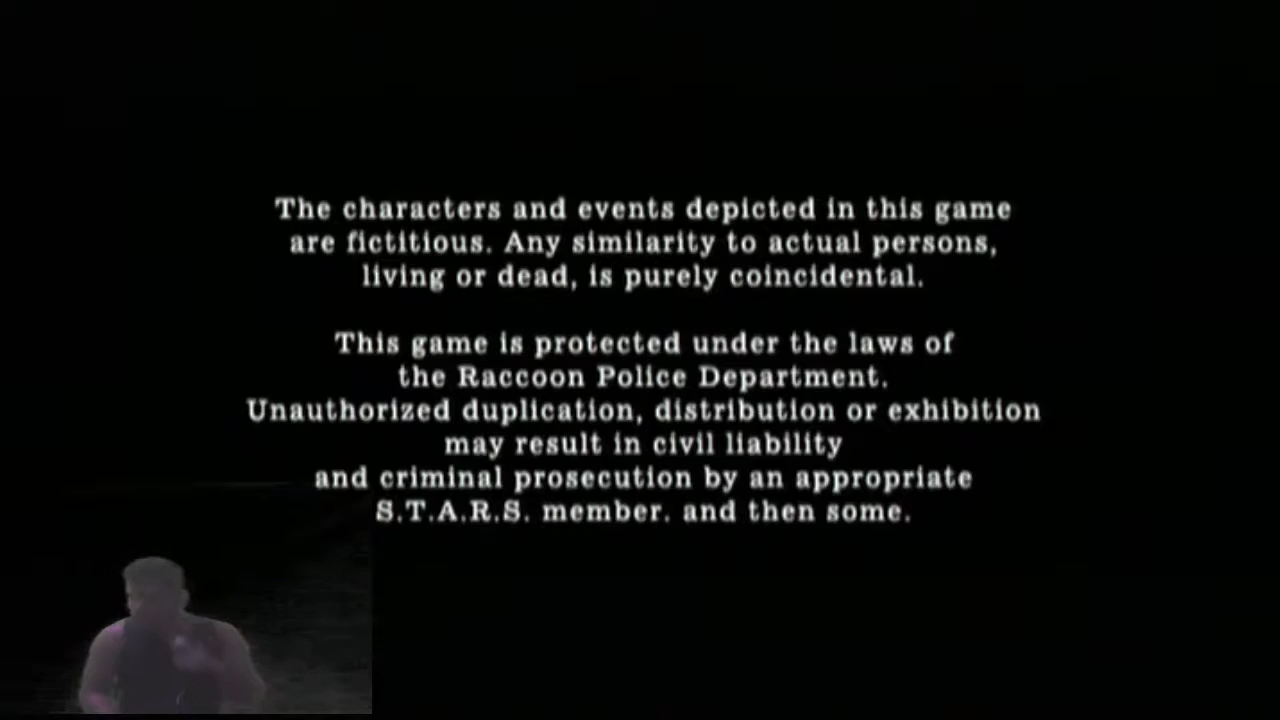 The characters and events depicted in this game
are fictitious. Any similarity to actual persons,
living or dead, is purely coincidental.
This game is protected under the laws of
the Raccoon Police Department.
Unauthorized duplication, distribution or exhibition
may result in civil liability
and criminal prosecution by an appropriate
S.T.A.R.S. member. and then some.